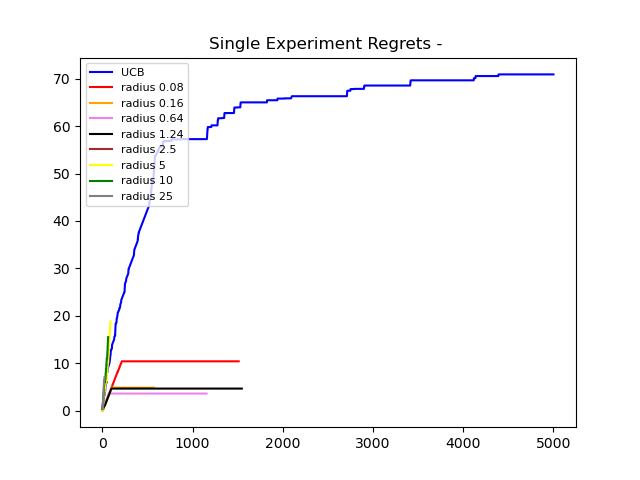 Single Experiment Regrets -
UCB
radius 0.08
radius 0.16
radius 0.64
radius 1.24
radius 2.5
radius 5
radius 10
radius 25
70
60
50
40
30
20
10
0
0 1000 2000 3000 4000 5000